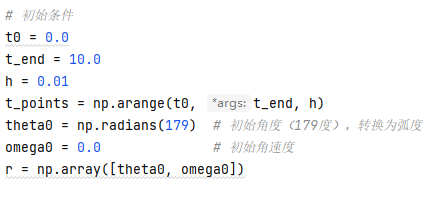 # 初始条件
t0 = 0.0
t_end = 10.0
h = 0.01
t_points = np.arange(t0, *args: t_end, h)
theta0 = np.radians(179)  # 初始角度（179度），转换为弧度
omega0 = 0.0              # 初始角速度
r = np.array([theta0, omega0])